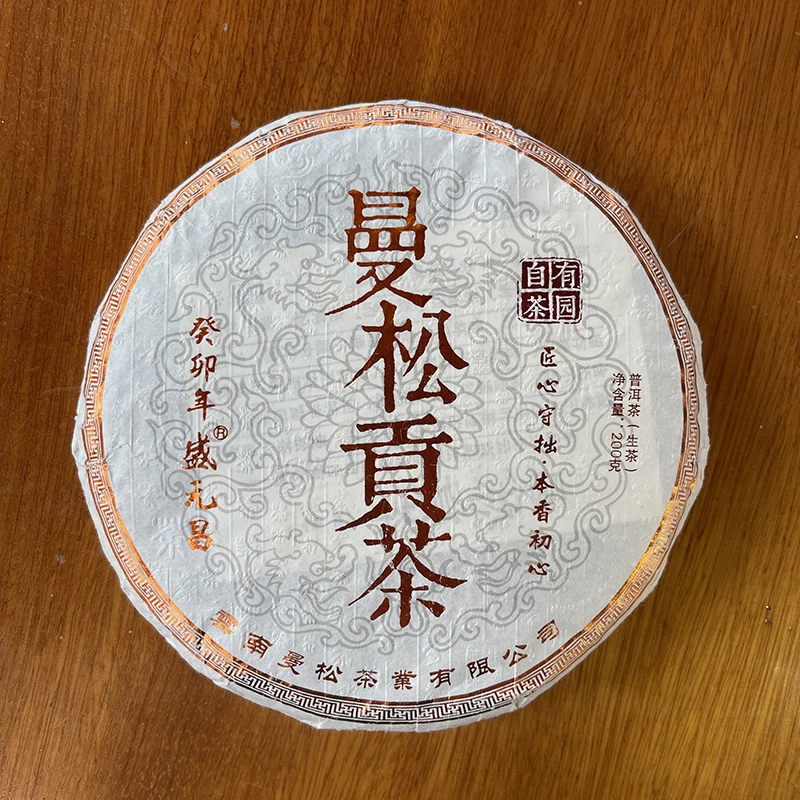 曼松貢茶
自有
茶园
匠心守拙·本香初心
普洱茶(生茶)
净含量:200克
癸卯年 盛元昌®
雲南曼松茶業有限公司